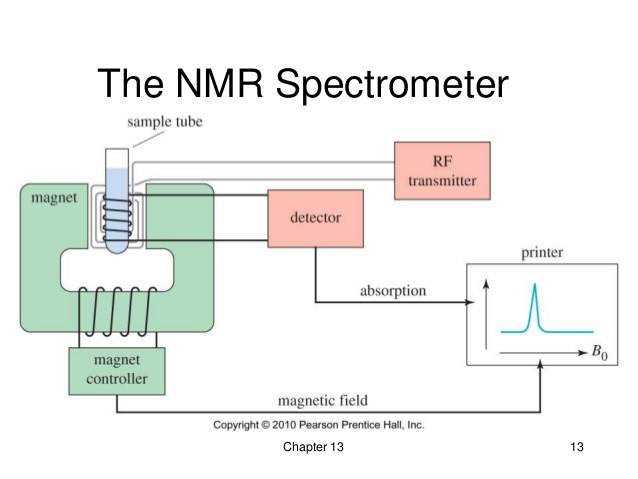 The NMR Spectrometer
sample tube
RF
transmitter
magnet
detector
printer
absorption
B0
magnet
controller
magnetic field
Copyright © 2010 Pearson Prentice Hall, Inc.
Chapter 13
13